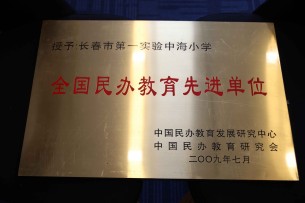 授予:长春市第一实验中海小学
全国民办教育先进单位
中国民办教育发展研究中心
中国民办教育研究会
二〇〇九年七月